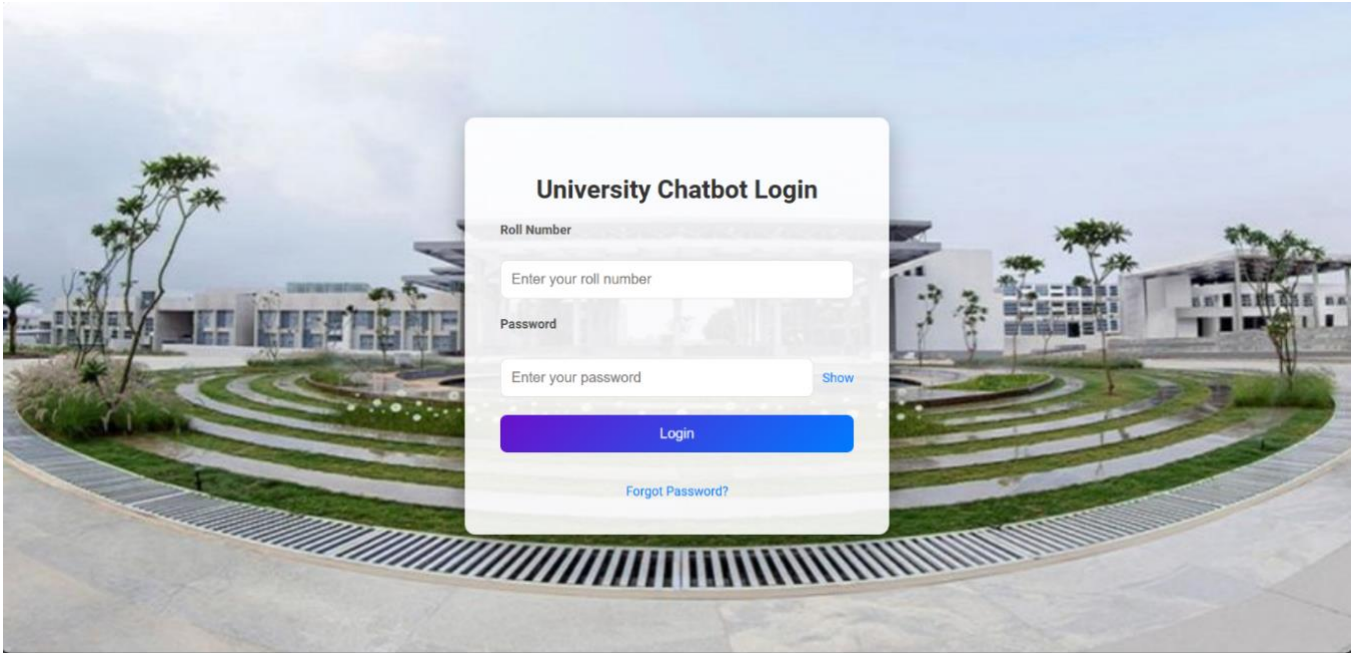 University Chatbot Login
Roll Number
Enter your roll number
Password
Enter your password Show
Login
Forgot Password?